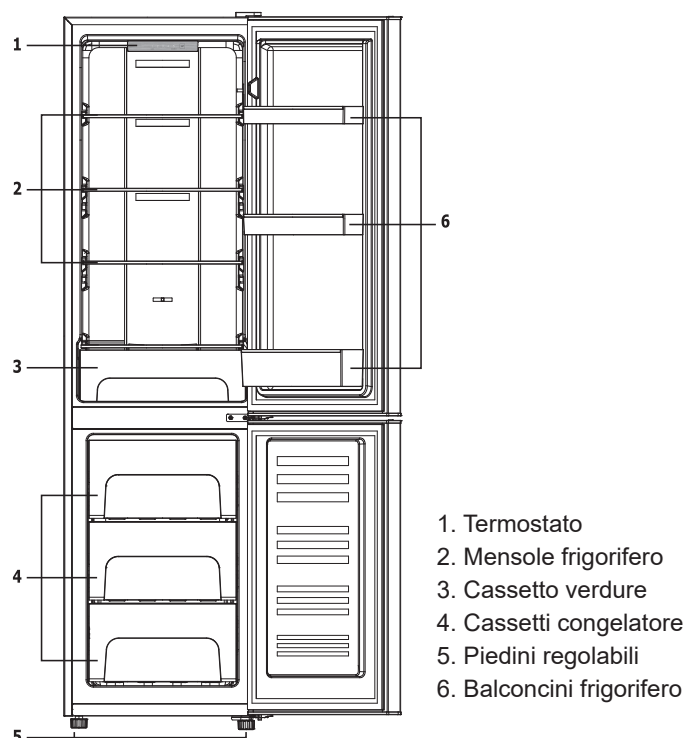 1
2
3
4
5
6
1. Termostato
2. Mensole frigorifero
3. Cassetto verdure
4. Cassetti congelatore
5. Piedini regolabili
6. Balconcini frigorifero